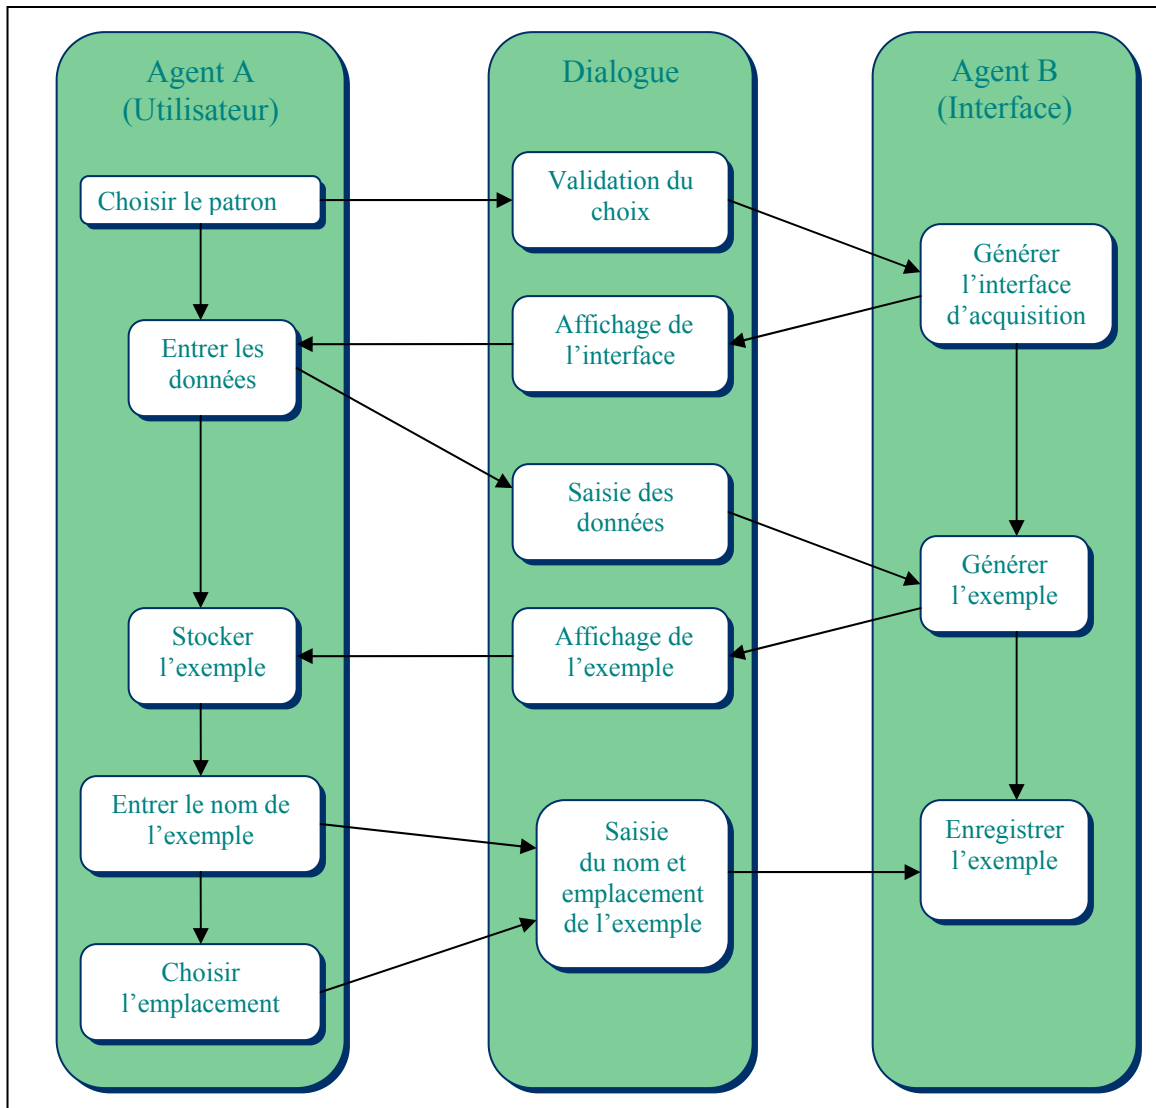 Agent A
(Utilisateur)
Choisir le patron
Entrer les
données
Stocker
l’exemple
Entrer le nom de
l’exemple
Choisir
l’emplacement
Dialogue
Validation du
choix
Affichage de
l’interface
Saisie des
données
Affichage de
l’exemple
Saisie
du nom et
emplacement
de l’exemple
Agent B
(Interface)
Générer
l’interface
d’acquisition
Générer
l’exemple
Enregistrer
l’exemple